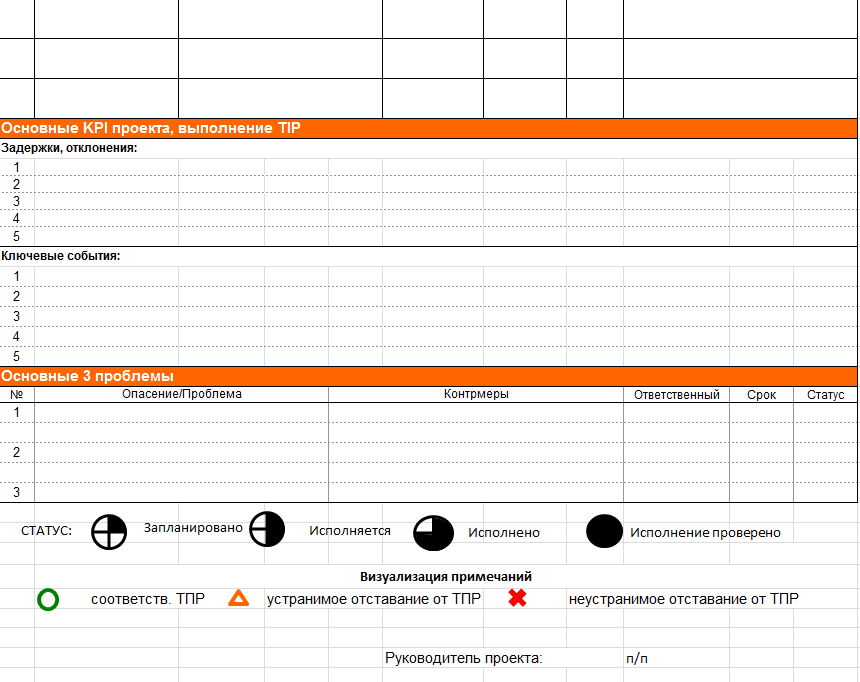 Основные KPI проекта, выполнение TIP
Задержки, отклонения:
1
2
3
4
5
Ключевые события:
1
2
3
4
5
Основные 3 проблемы
№ Опасение/Проблема Контрмеры Ответственный Срок Статус
1
2
3
СТАТУС: Запланировано Исполняется Исполнено Исполнение проверено
Визуализация примечаний
соответств. ТПР устранимое отставание от ТПР неустранимое отставание от ТПР
Руководитель проекта: п/п